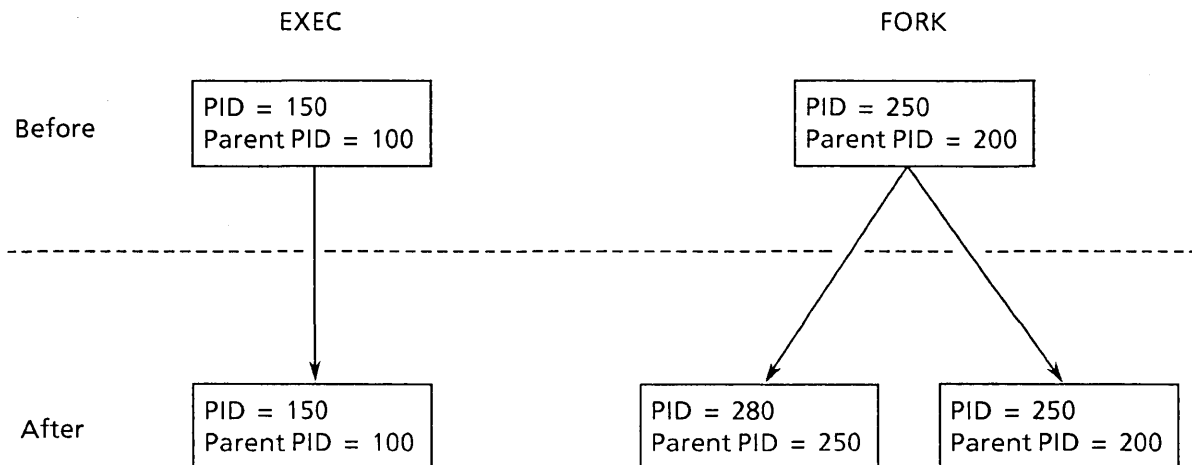 EXEC
FORK
Before
PID = 150
Parent PID = 100
PID = 250
Parent PID = 200
After
PID = 150
Parent PID = 100
PID = 280
Parent PID = 250
PID = 250
Parent PID = 200